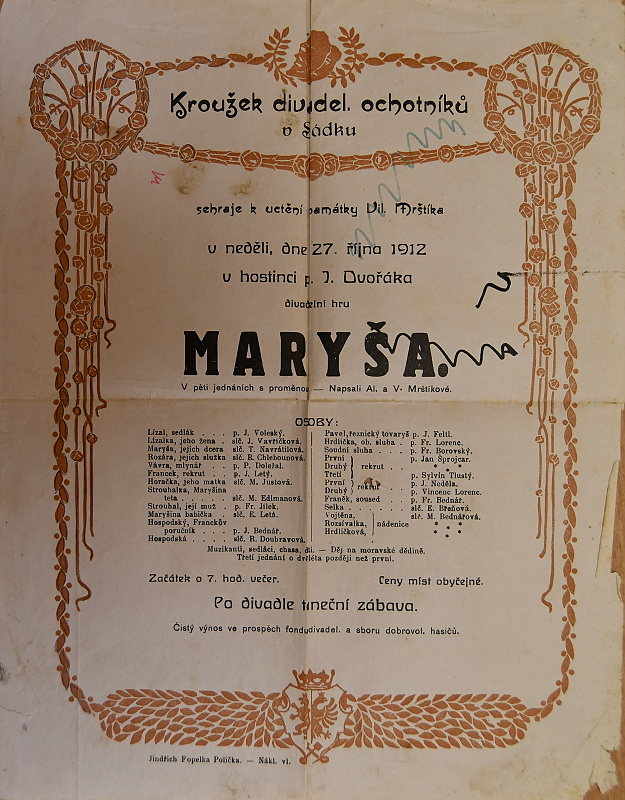 Kroužek divadel. ochotníků
v Sádku
sehraje k uctění památky Vil. Mrštíka
v neděli, dne 27. října 1912
v hostinci p. J. Dvořáka
divadelní hru
MARYŠA.
V pěti jednáních s proměnou — Napsali Al. a V. Mrštíkové.
OSOBY:
Lízal, sedlák . . . p. J. Voleský.
Lízalka, jeho žena . slč. J. Vavřičková.
Maryša, jejich dcera slč. T. Navrátilová.
Rozára, jejich služka slč. R. Chlebounová.
Vávra, mlynář . . p. P. Doležal.
Francek, rekrut . . p. J. Letý.
Horačka, jeho matka slč. M. Justová.
Strouhalka, Maryšina
teta . . . . slč. M. Edlmanová.
Strouhal, její muž . p. Fr. Jílek.
Maryšina babička . slč. E. Letá.
Hospodský, Franckův
poručník . . p. J. Bednář.
Hospodská . . . slč. R. Doubravová.
Pavel, řeznický tovaryš p. J. Feltl.
Hrdlička, ob. sluha . p. Fr. Lorenc.
Soudní sluha . . . p. Fr. Borovský.
První } p. Jan Šprojcar.
Druhý } rekrut . . * * *
Třetí } p. Sylvín Tlustý.
První } rekrut . . p. J. Neděla.
Druhý } p. Vincenc Lorenc.
Franěk, soused . . p. Fr. Bednář.
Selka . . . . . slč. E. Břeňová.
Vojtěna, } slč. M. Bednářová.
Rozsívalka, } nádenice * * *
Hrdličková, } * * *
Muzikanti, sedláci, chasa, děti. — Děj na moravské dědině.
Třetí jednání o dvě léta později než první.
Začátek o 7. hod. večer. Ceny míst obyčejné.
Po divadle taneční zábava.
Čistý výnos ve prospěch fondu divadel. a sboru dobrovol. hasičů.
Jindřich Popelka Polička. — Nákl. vl.